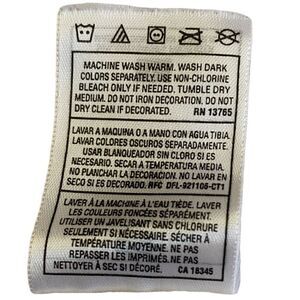 MACHINE WASH WARM. WASH DARK
COLORS SEPARATELY. USE NON-CHLORINE
BLEACH ONLY IF NEEDED. TUMBLE DRY
MEDIUM. DO NOT IRON DECORATION. DO NOT
DRY CLEAN IF DECORATED. RN 13765
LAVAR A MAQUINA O A MANO CON AGUA TIBIA.
LAVAR COLORES OSCUROS SEPARADAMENTE.
USAR BLANQUEADOR SIN CLORO SI ES
NECESARIO. SECAR A TEMPERATURA MEDIA.
NO PLANCHAR LA DECORACION. NO LAVAR EN
SECO SI ES DECORADO. RFC DFL-921106-CT1
LAVER À LA MACHINE À L'EAU TIÈDE. LAVER
LES COULEURS FONCÉES SÉPARÉMENT.
UTILISER UN JAVELISANT SANS CHLORURE
SEULEMENT SI NÉCESSAIRE. SÉCHER À
TEMPÉRATURE MOYENNE. NE PAS
REPASSER LES IMPRIMÉS. NE PAS
NETTOYER À SEC SI DÉCORÉ. CA 18345